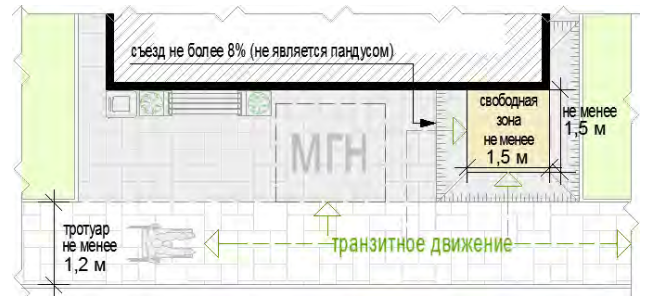 съезд не более 8% (не является пандусом)
свободная
зона
не менее
1,5 м
не менее
1,5 м
МГН
тротуар
не менее
1,2 м
транзитное движение